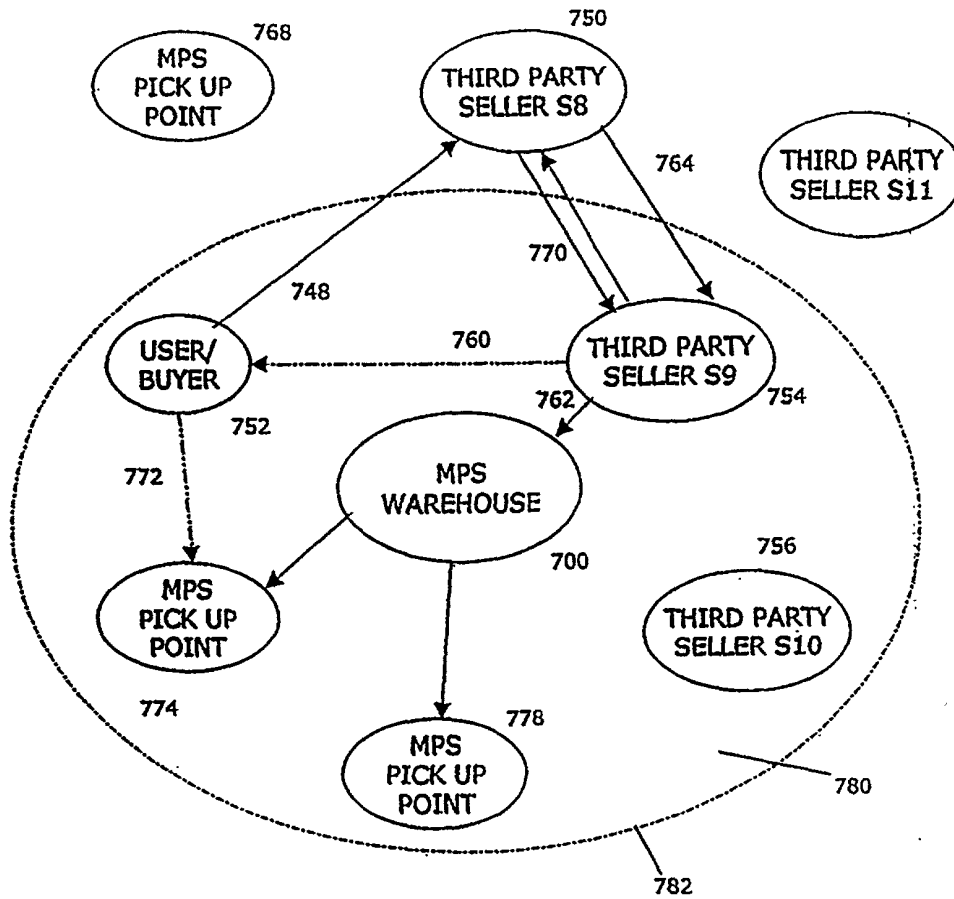 768
MPS
PICK UP
POINT
750
THIRD PARTY
SELLER S8
764
THIRD PARTY
SELLER S11
770
748
USER/
BUYER
752
760
THIRD PARTY
SELLER S9
754
762
772
MPS
WAREHOUSE
700
756
THIRD PARTY
SELLER S10
MPS
PICK UP
POINT
774
778
MPS
PICK UP
POINT
780
782